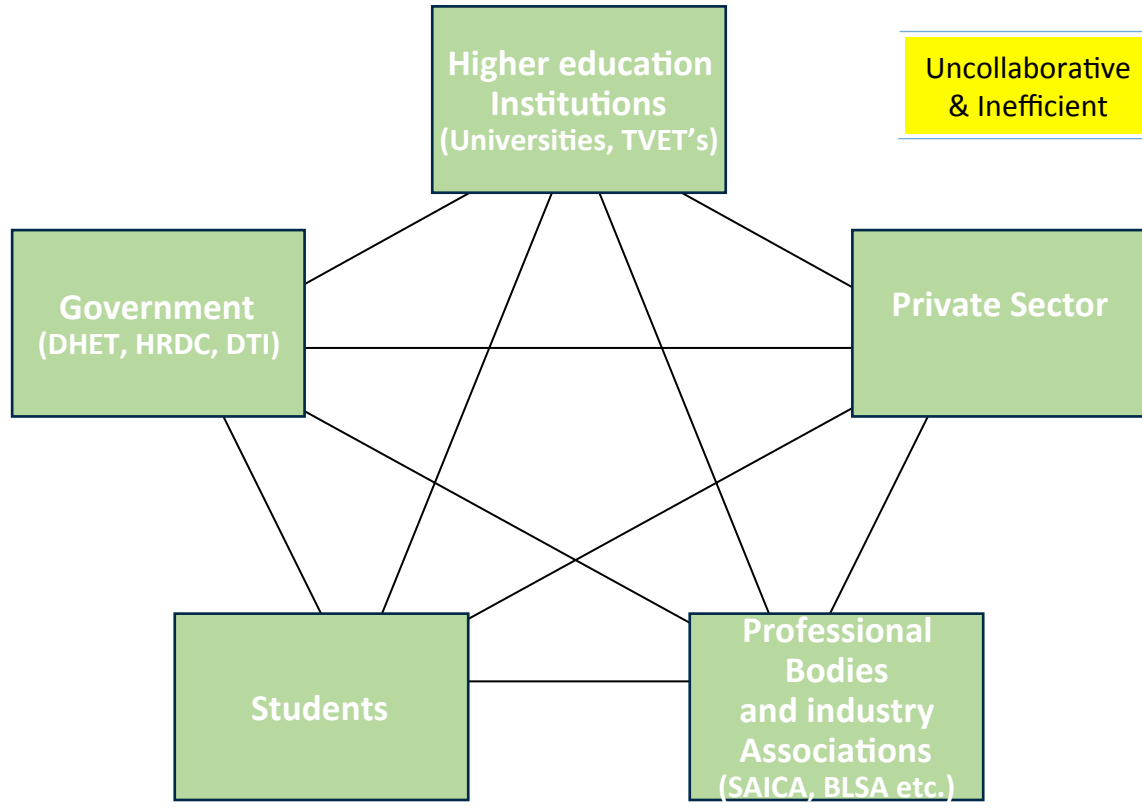 Higher education
Institutions
(Universities, TVET's)
Uncollaborative
& Inefficient
Government
(DHET, HRDC, DTI)
Private Sector
Students
Professional
Bodies
and industry
Associations
(SAICA, BLSA etc.)